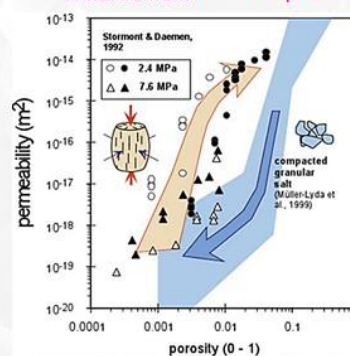 Stormont & Daemen,
1992
2.4 MPa
7.6 MPa
compacted
granular
salt
(Müller-Lyda
et al., 1999)
permeability (m²)
10-13
10-14
10-15
10-16
10-17
10-18
10-19
10-20
0.0001
0.001
0.01
0.1
1
porosity (0 - 1)